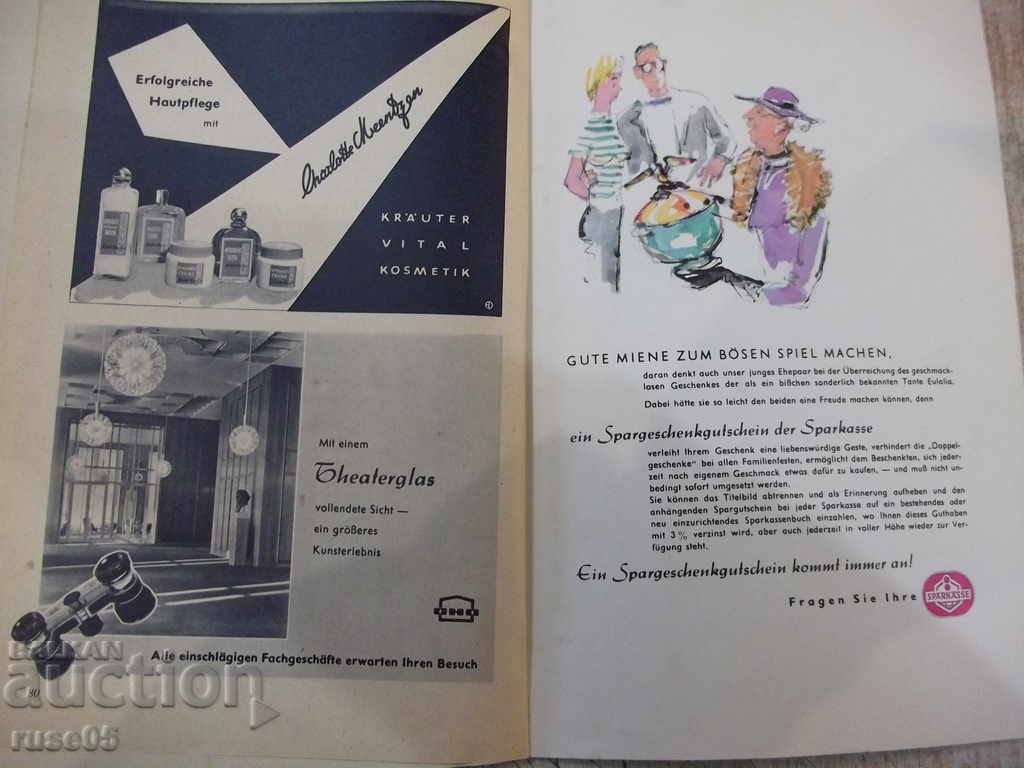 Erfolgreiche
Hautpflege
mit
Charlotte Meentzen
KRÄUTER
VITAL
KOSMETIK
Mit einem
Theaterglas
vollendete Sicht —
ein größeres
Kunsterlebnis
Alle einschlägigen Fachgeschäfte erwarten Ihren Besuch
80
BALKAN
auction
ruse05
GUTE MIENE ZUM BÖSEN SPIEL MACHEN,
daran denkt auch unser junges Ehepaar bei der Überreichung des geschmack-
losen Geschenkes der als ein bißchen sonderlich bekannten Tante Eulalia.
Dabei hätte sie so leicht den beiden eine Freude machen können, denn
ein Spargeschenkgutschein der Sparkasse
verleiht Ihrem Geschenk eine liebenswürdige Geste, verhindert die „Doppel-
geschenke" bei allen Familienfesten, ermöglicht dem Beschenkten, sich jeder-
zeit nach eigenem Geschmack etwas dafür zu kaufen, — und muß nicht un-
bedingt sofort umgesetzt werden.
Sie können das Titelbild abtrennen und als Erinnerung aufheben und den
anhängenden Spargutschein bei jeder Sparkasse auf ein bestehendes oder
neu einzurichtendes Sparkassenbuch einzahlen, wo Ihnen dieses Guthaben
mit 3% verzinst wird, aber auch jederzeit in voller Höhe wieder zur Ver-
fügung steht.
Ein Spargeschenkgutschein kommt immer an!
Fragen Sie Ihre
SPARKASSE